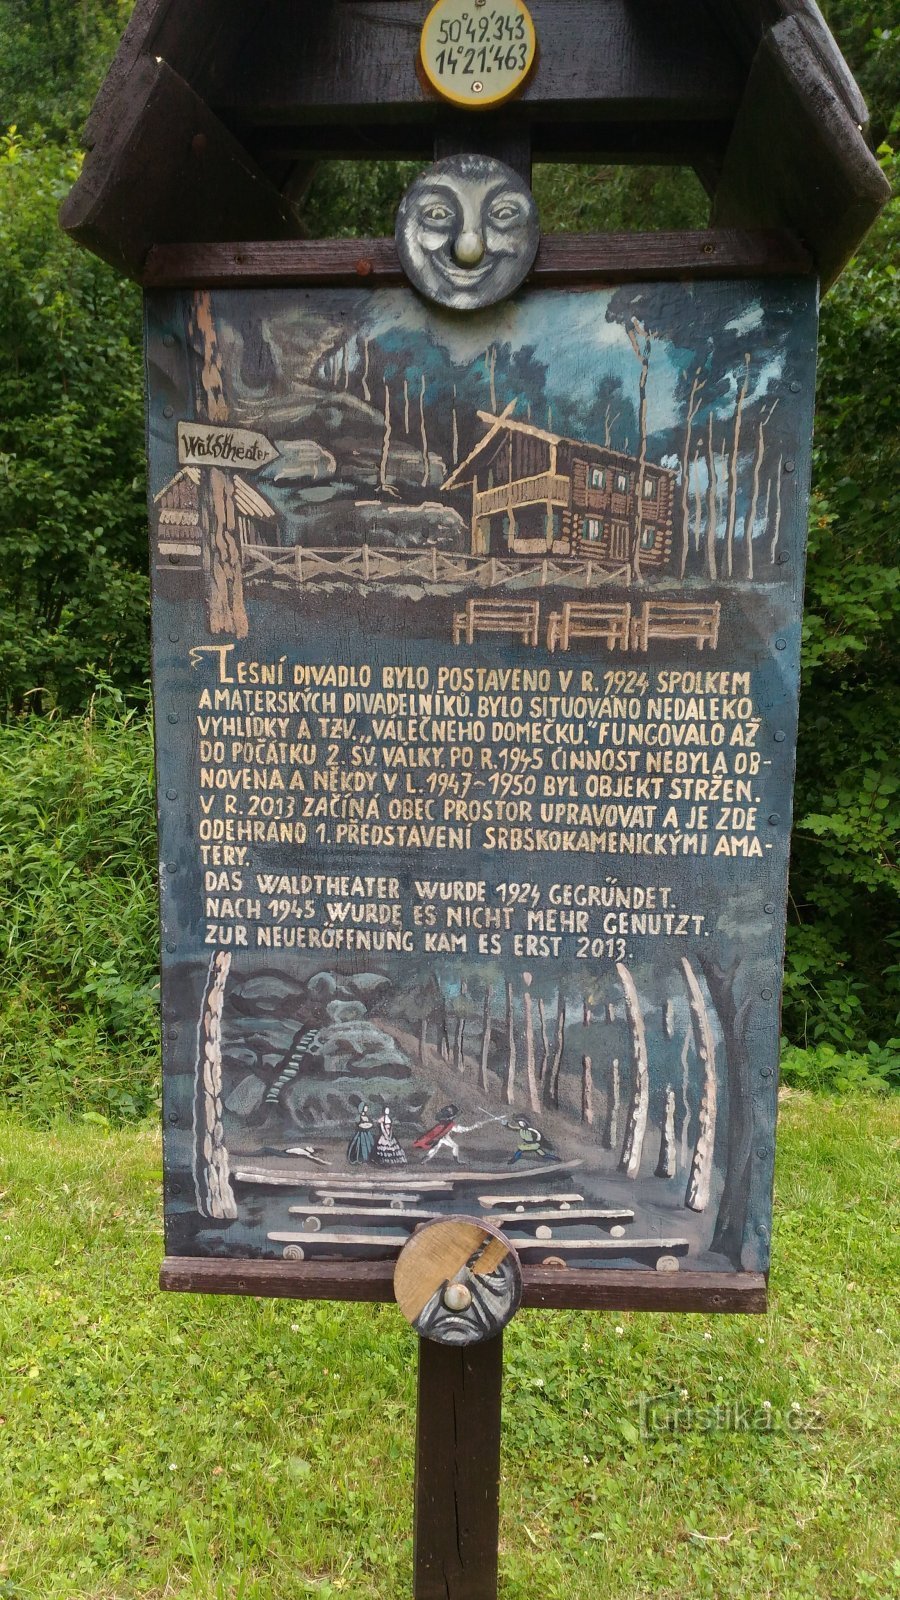 50°49'.343
14°21'.463
Waldtheater
LESNÍ DIVADLO BYLO POSTAVENO V R. 1924 SPOLKEM
AMATERSKÝCH DIVADELNÍKŮ. BYLO SITUOVÁNO NEDALEKO
VYHLÍDKY A TZV. „VÁLEČNÉHO DOMEČKU." FUNGOVALO AŽ
DO POČÁTKU 2. SV. VÁLKY. PO R. 1945 ČINNOST NEBYLA OB-
NOVENA A NĚKDY V L. 1947-1950 BYL OBJEKT STRŽEN.
V R. 2013 ZAČÍNÁ OBEC PROSTOR UPRAVOVAT A JE ZDE
ODEHRÁNO 1. PŘEDSTAVENÍ SRBSKOKAMENICKÝMI AMA-
TÉRY.
DAS WALDTHEATER WURDE 1924 GEGRÜNDET.
NACH 1945 WURDE ES NICHT MEHR GENUTZT.
ZUR NEUERÖFFNUNG KAM ES ERST 2013.
Turistika.cz